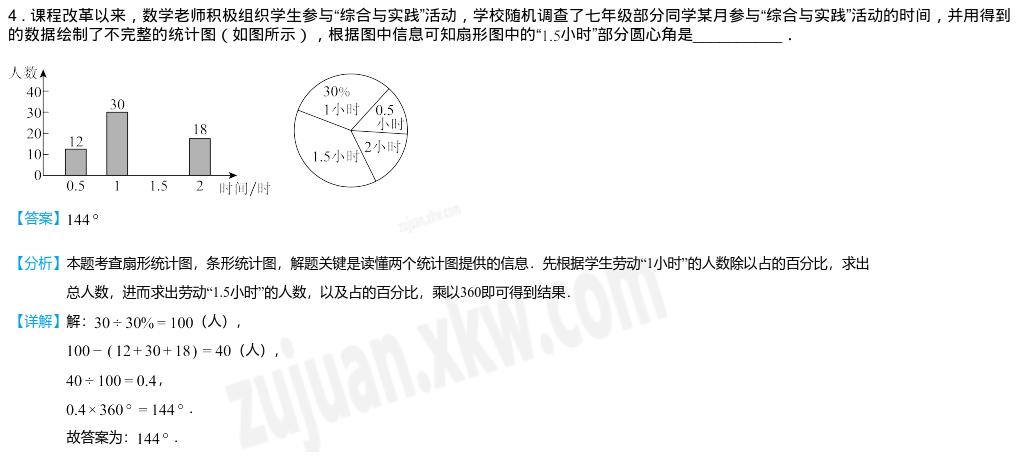 4．课程改革以来，数学老师积极组织学生参与“综合与实践”活动，学校随机调查了七年级部分同学某月参与“综合与实践”活动的时间，并用得到
的数据绘制了不完整的统计图（如图所示），根据图中信息可知扇形图中的“1.5小时”部分圆心角是____________．
人数
40
30
20
10
0
12
30
18
0.5 1 1.5 2 时间/时
30%
1小时
0.5
小时
1.5小时
2小时
【答案】144°
【分析】本题考查扇形统计图，条形统计图，解题关键是读懂两个统计图提供的信息．先根据学生劳动“1小时”的人数除以占的百分比，求出
总人数，进而求出劳动“1.5小时”的人数，以及占的百分比，乘以360即可得到结果．
【详解】解：30÷30%=100（人），
100−(12+30+18)=40（人），
40÷100=0.4，
0.4×360°=144°．
故答案为：144°．
zujuan.xkw.com
zujuan.xkw.com